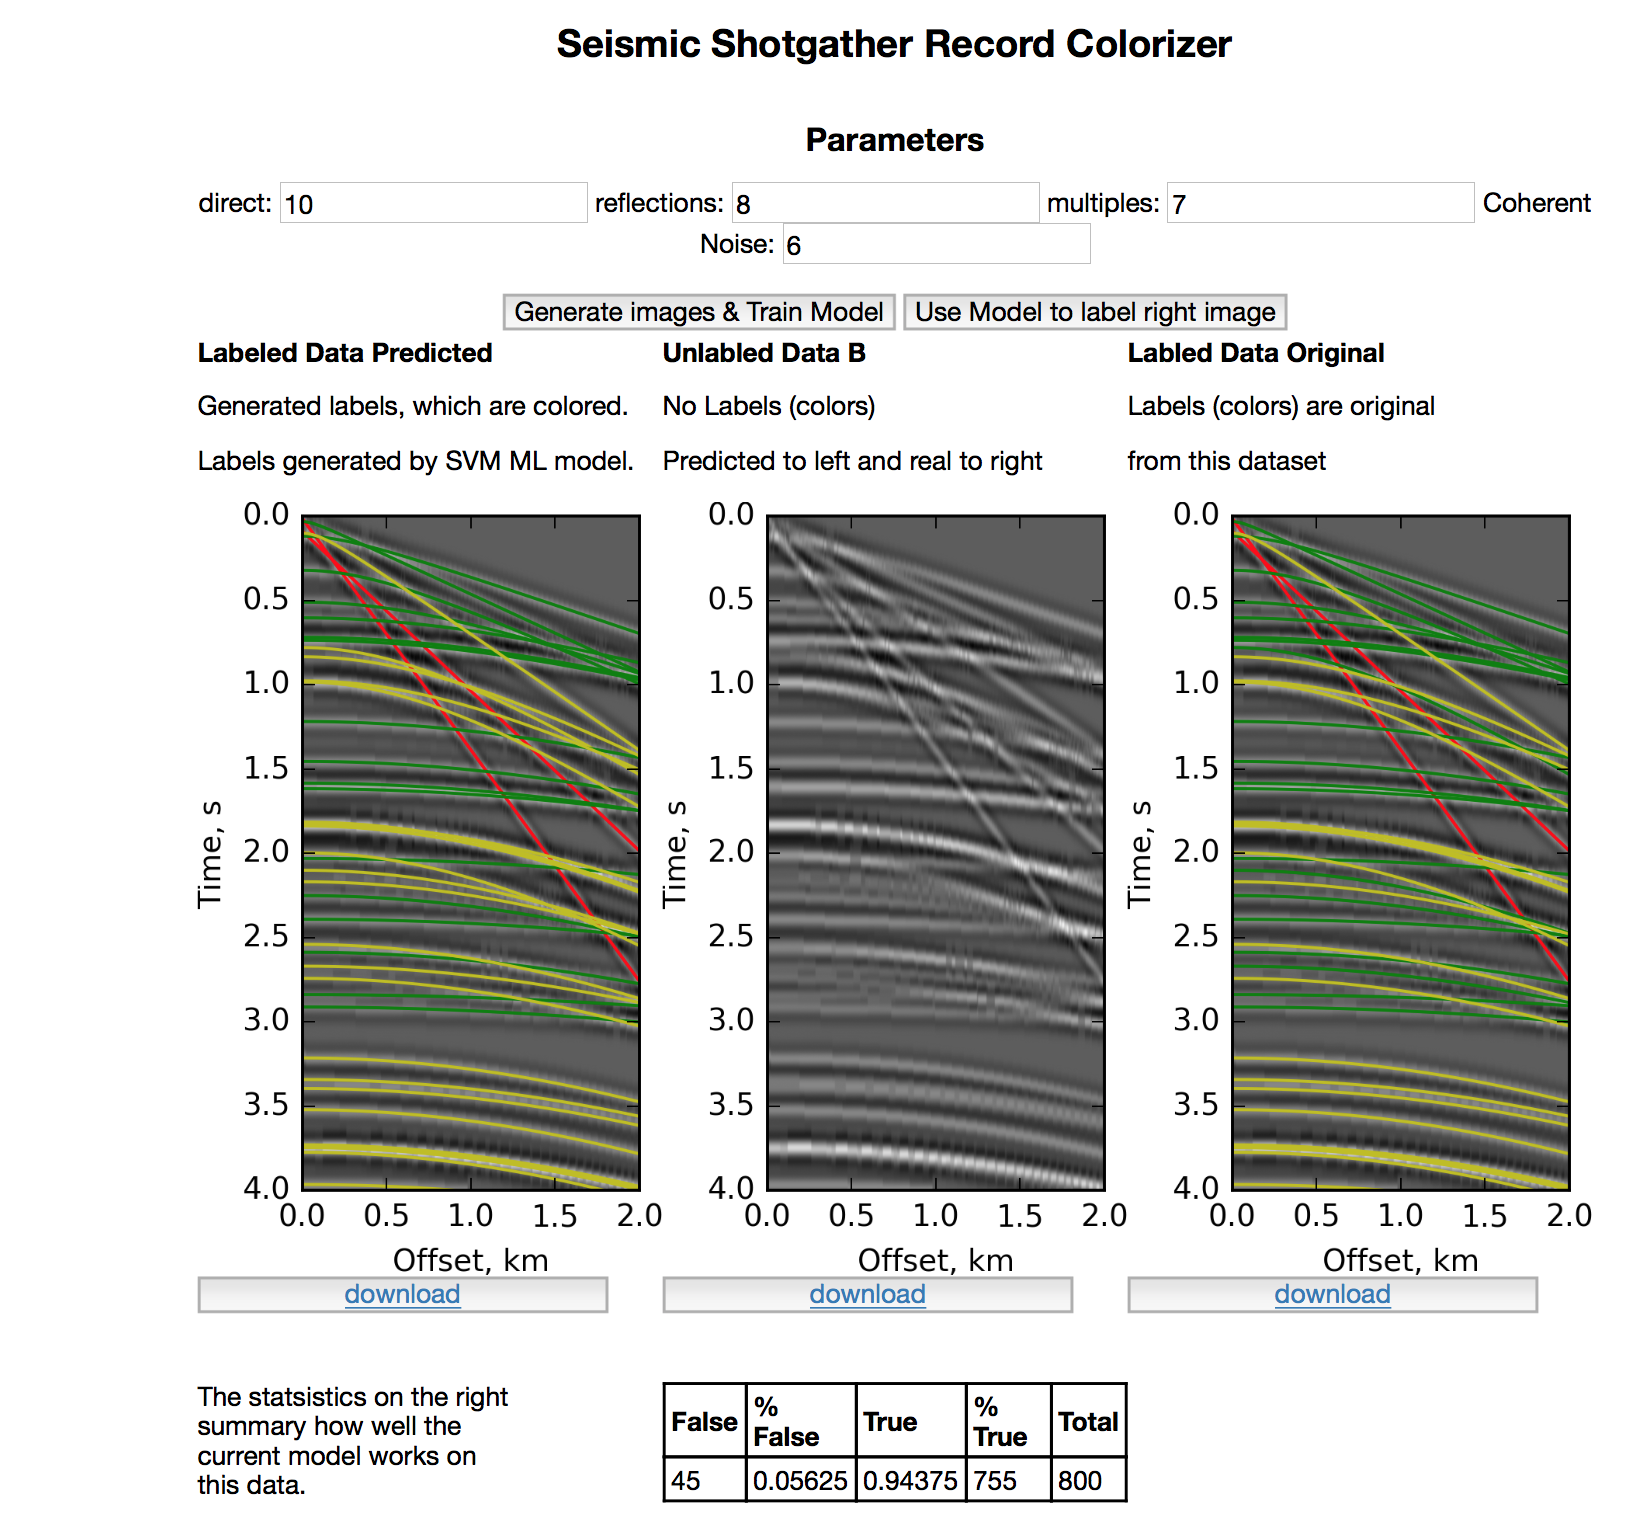 Seismic Shotgather Record Colorizer
Parameters
direct: 10 reflections: 8 multiples: 7 Coherent
Noise: 6
Generate images & Train Model Use Model to label right image
Labeled Data Predicted Unlabled Data B Labled Data Original
Generated labels, which are colored. No Labels (colors) Labels (colors) are original
Labels generated by SVM ML model. Predicted to left and real to right from this dataset
0.0 0.0 0.0
0.5 0.5 0.5
1.0 1.0 1.0
1.5 1.5 1.5
Time, s Time, s Time, s
2.0 2.0 2.0
2.5 2.5 2.5
3.0 3.0 3.0
3.5 3.5 3.5
4.0 4.0 4.0
0.0 0.5 1.0 1.5 2.0 0.0 0.5 1.0 1.5 2.0 0.0 0.5 1.0 1.5 2.0
Offset, km Offset, km Offset, km
download download download
The statsistics on the right
summary how well the
current model works on
this data.
False % False True % True Total
45 0.05625 0.94375 755 800